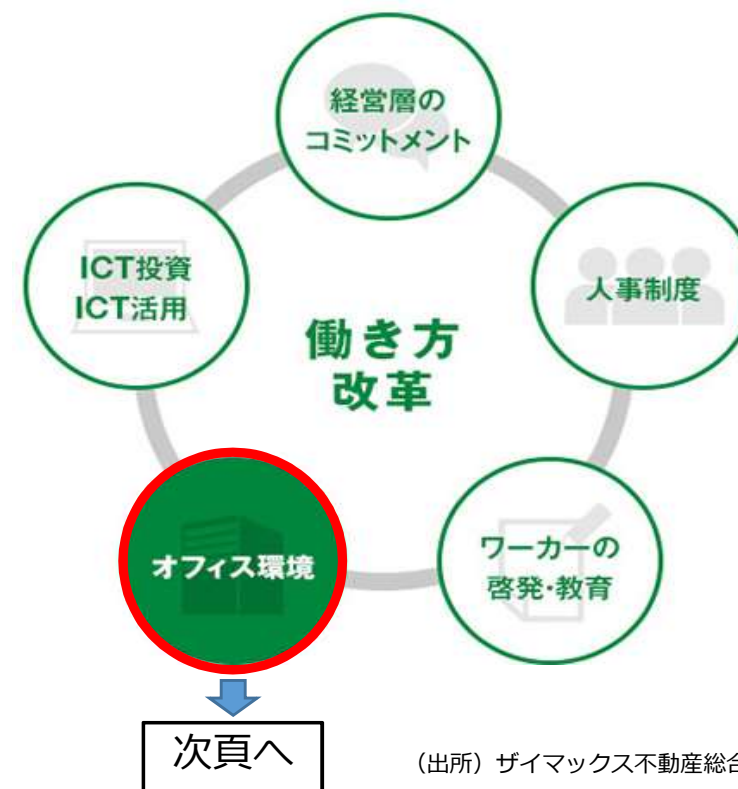 経営層の
コミットメント
ICT投資
ICT活用
人事制度
働き方
改革
オフィス環境
ワーカーの
啓発・教育
次頁へ
（出所）ザイマックス不動産総合